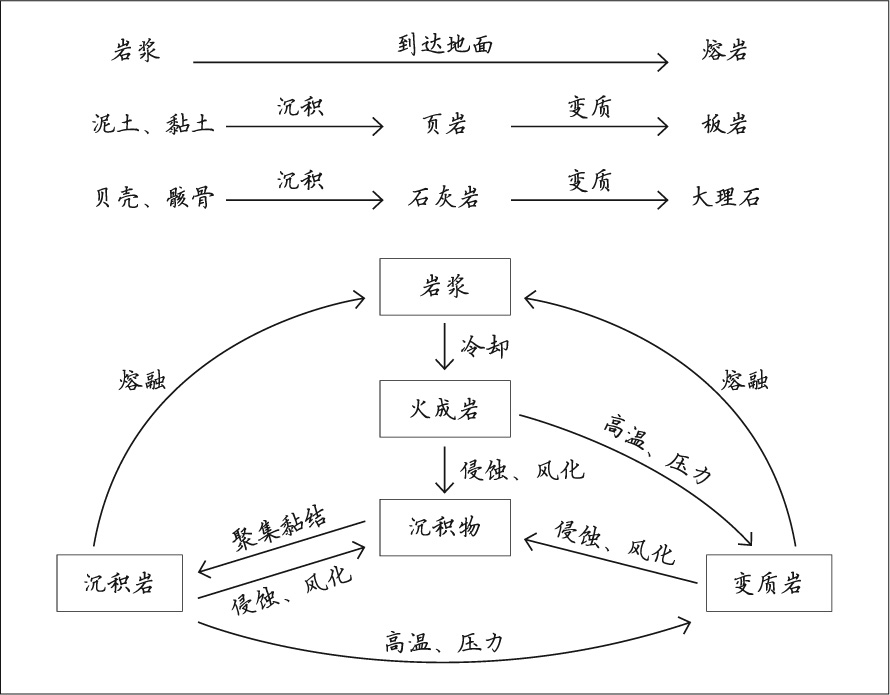 岩浆 到达地面 熔岩
泥土、黏土 沉积 页岩 变质 板岩
贝壳、骸骨 沉积 石灰岩 变质 大理石
岩浆
冷却
熔融
熔融
火成岩
高温、压力
侵蚀、风化
沉积物
聚集黏结
侵蚀、风化
沉积岩
侵蚀、风化
变质岩
高温、压力